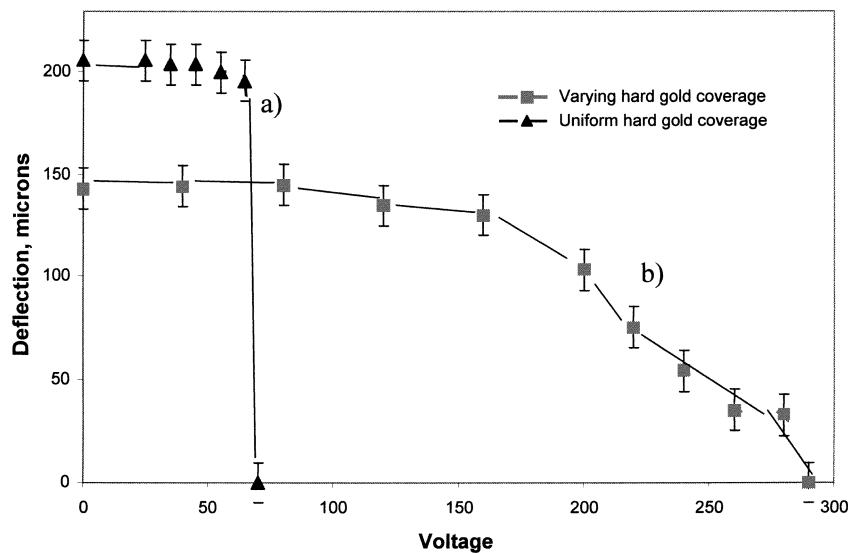 200
150
100
50
0
0
50
100
150
200
250
300
Deflection, microns
Voltage
a)
b)
Varying hard gold coverage
Uniform hard gold coverage